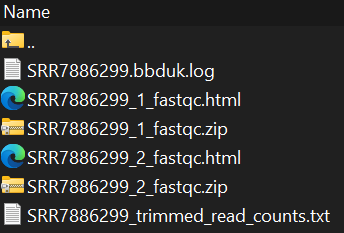 Name
..
SRR7886299.bbduk.log
SRR7886299_1_fastqc.html
SRR7886299_1_fastqc.zip
SRR7886299_2_fastqc.html
SRR7886299_2_fastqc.zip
SRR7886299_trimmed_read_counts.txt